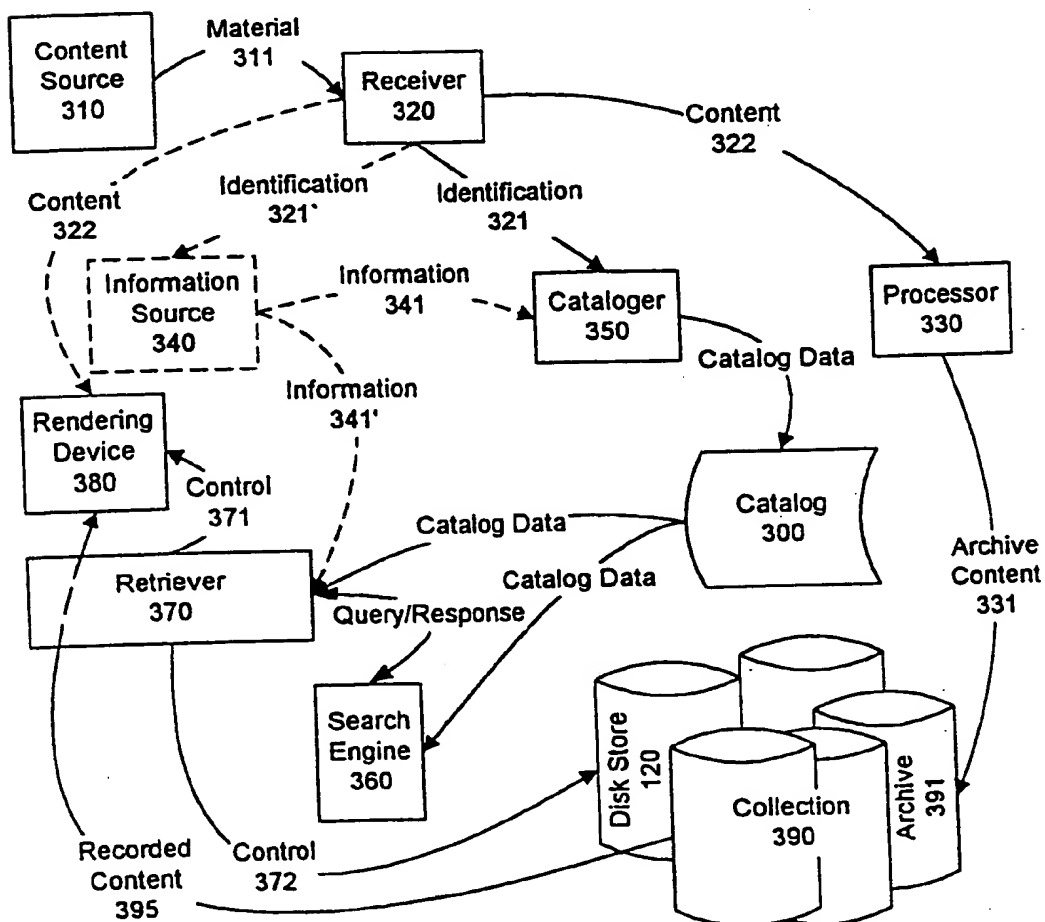 Material
311
Content
Source
310
Receiver
320
Content
322
Content
322
Identification
321'
Identification
321
Information
Source
340
Information
341
Cataloger
350
Processor
330
Catalog Data
Information
341'
Rendering
Device
380
Control
371
Catalog
300
Catalog Data
Catalog Data
Archive
Content
331
Retriever
370
Query/Response
Search
Engine
360
Disk Store
120
Collection
390
Archive
391
Recorded
Content
395
Control
372